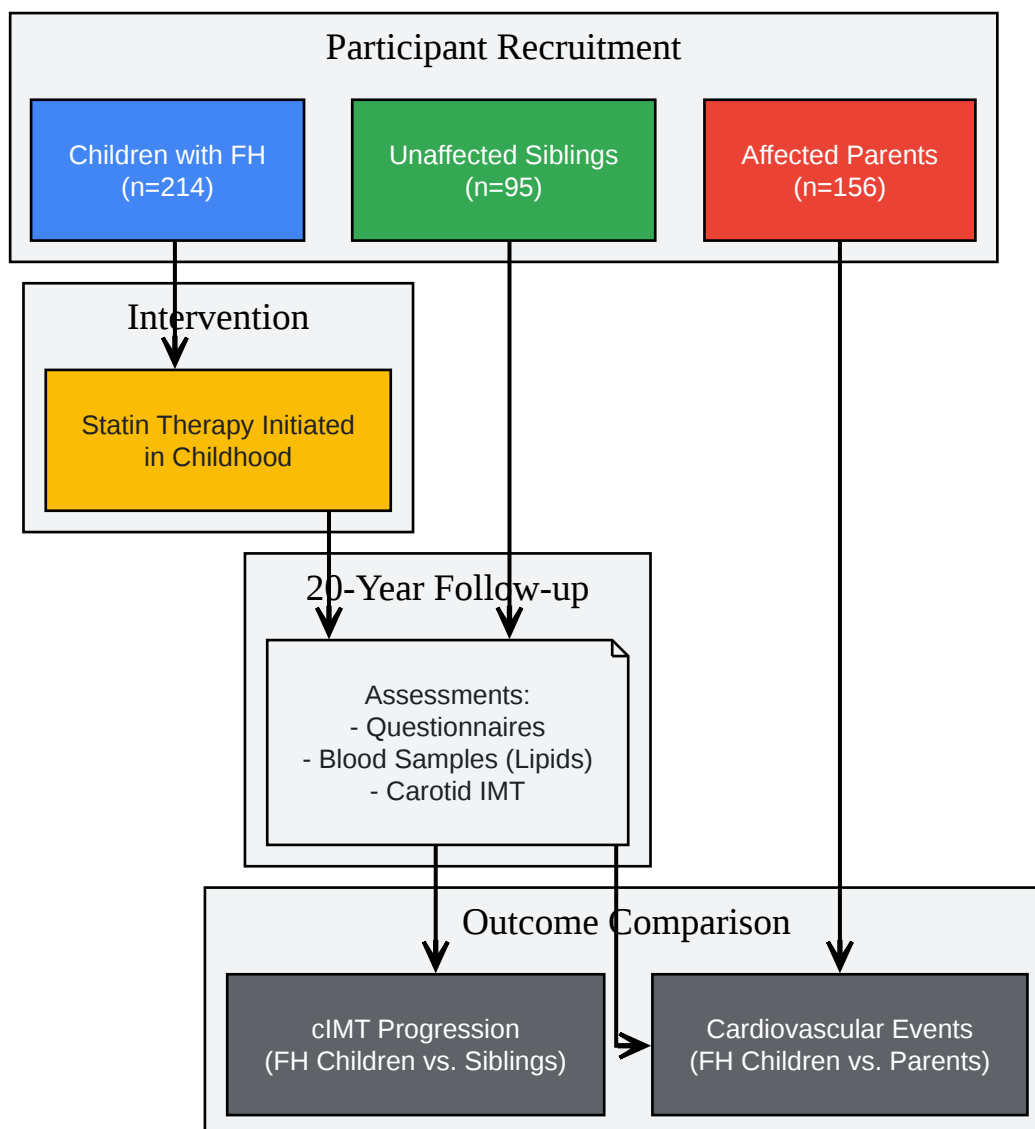 Participant Recruitment
Children with FH
(n=214)
Unaffected Siblings
(n=95)
Affected Parents
(n=156)
Intervention
Statin Therapy Initiated
in Childhood
20-Year Follow-up
Assessments:
- Questionnaires
- Blood Samples (Lipids)
- Carotid IMT
Outcome Comparison
cIMT Progression
(FH Children vs. Siblings)
Cardiovascular Events
(FH Children vs. Parents)